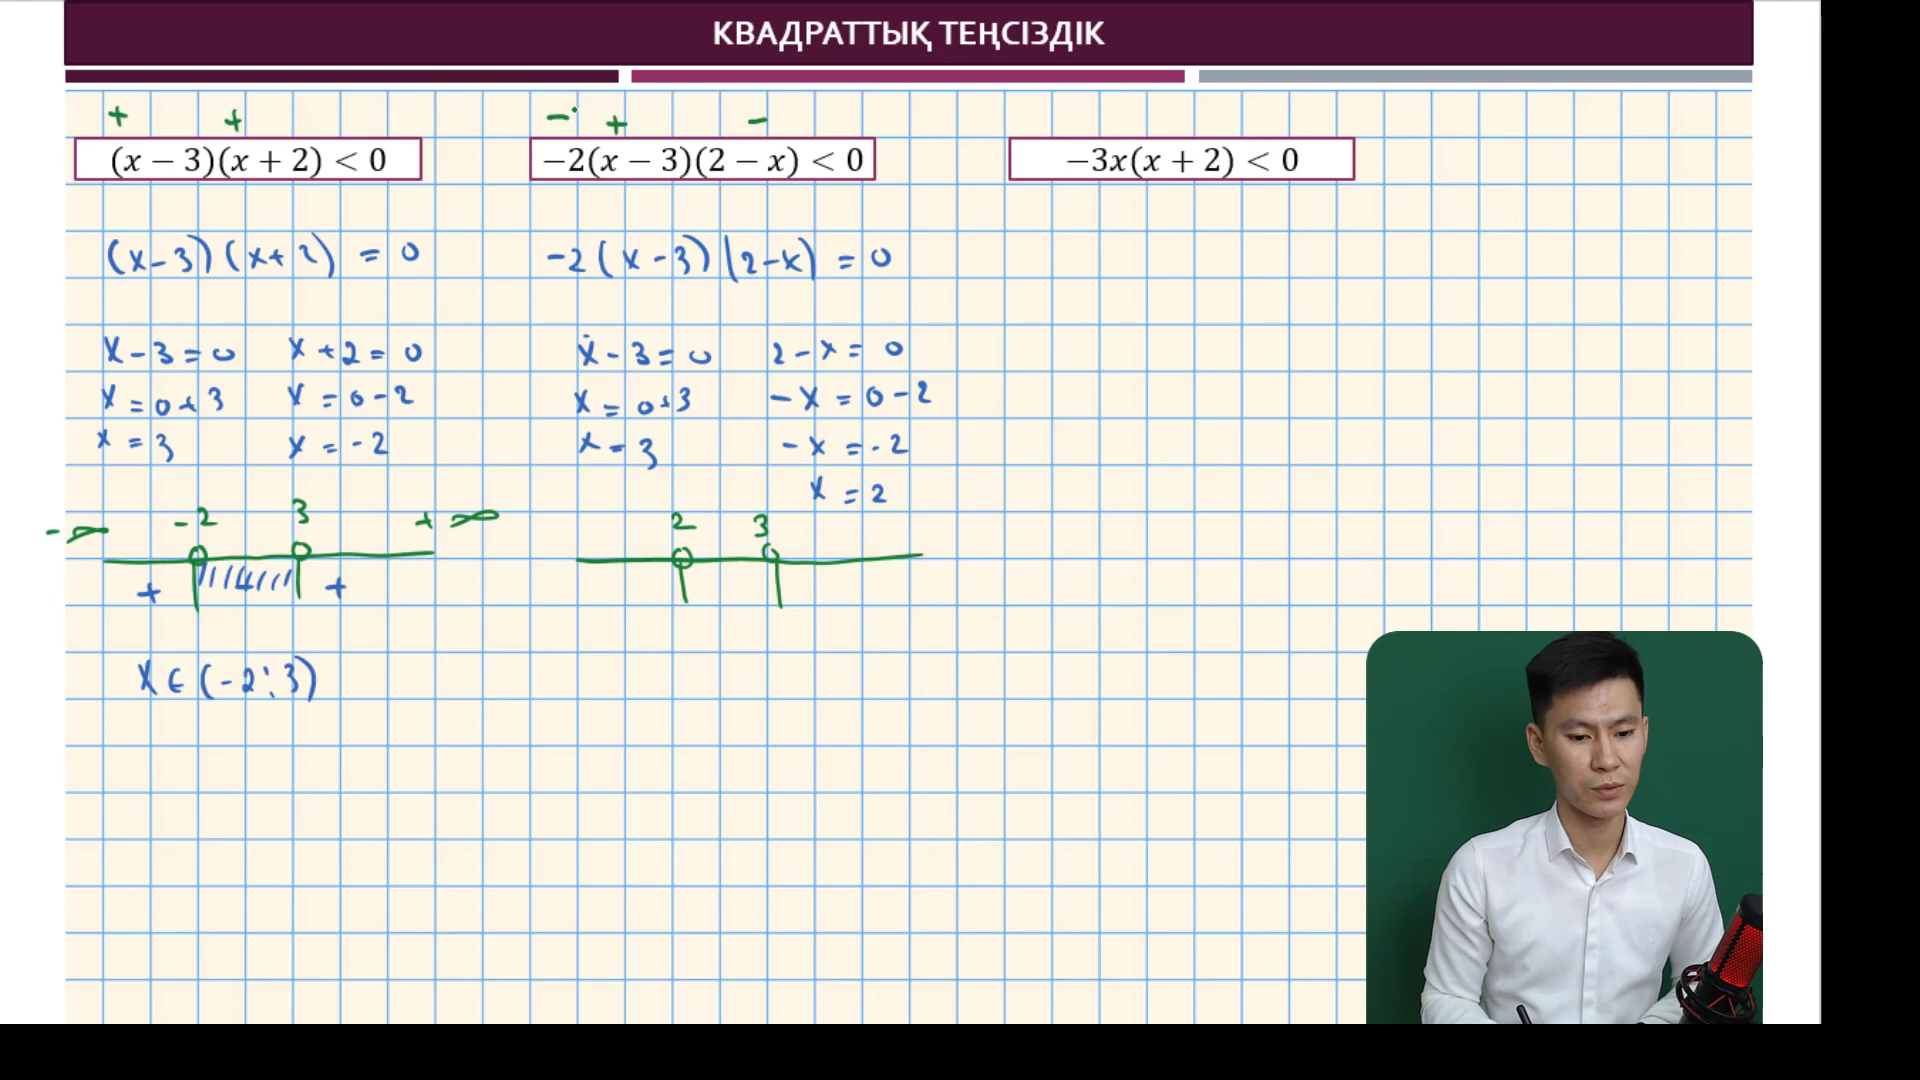 КВАДРАТТЫҚ ТЕҢСІЗДІК
+ +
(x − 3)(x + 2) < 0
(x-3)(x+2) = 0
x-3=0 x+2=0
x=0+3 x=0-2
x=3 x=-2
-∞ -2 3 +∞
+ +
x∈(-2;3)
- + -
−2(x − 3)(2 − x) < 0
-2(x-3)(2-x)=0
x-3=0 2-x=0
x=0+3 -x=0-2
x=3 -x=-2
x=2
2 3
−3x(x + 2) < 0